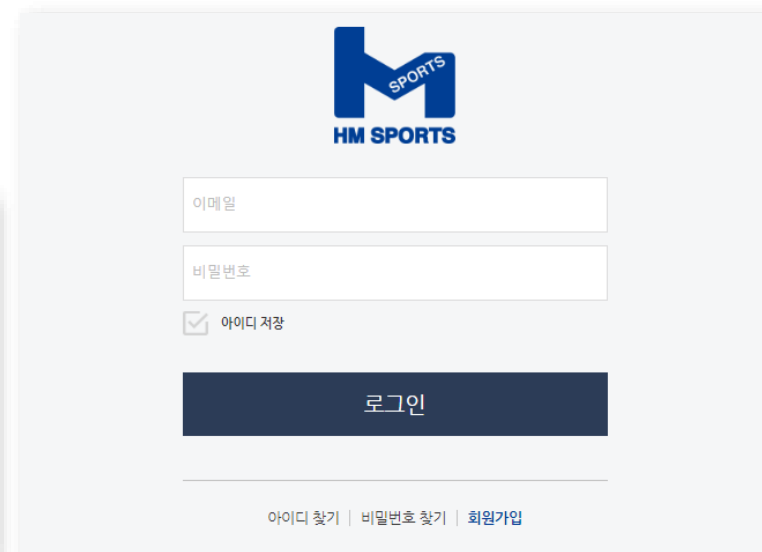 SPORTS
HM SPORTS
이메일
비밀번호
아이디 저장
로그인
아이디 찾기 | 비밀번호 찾기 | 회원가입